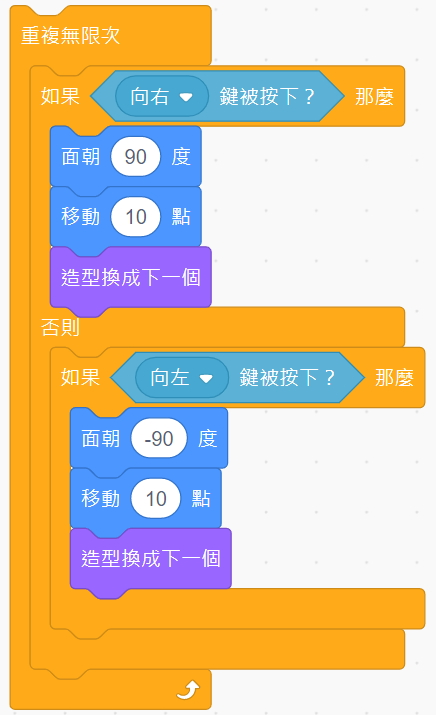 重複無限次
如果 向右 鍵被按下？ 那麼
面朝 90 度
移動 10 點
造型換成下一個
否則
如果 向左 鍵被按下？ 那麼
面朝 -90 度
移動 10 點
造型換成下一個